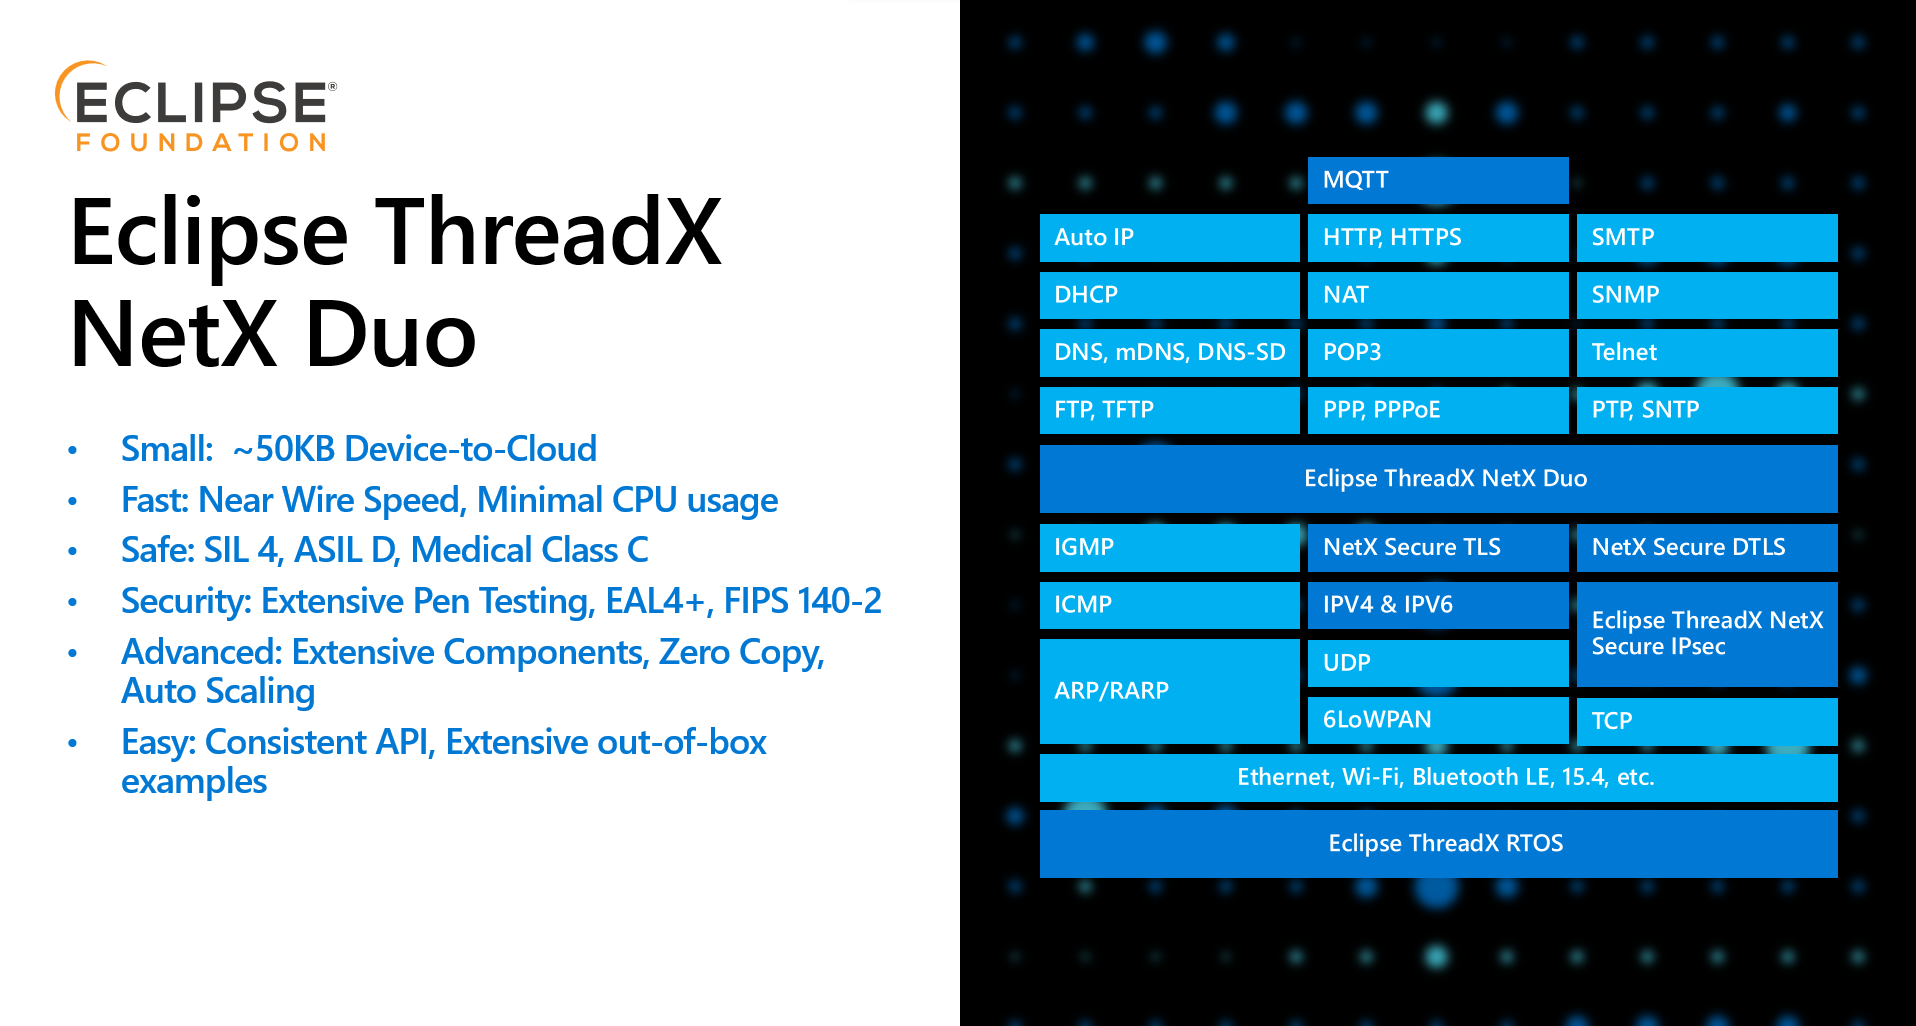 ECLIPSE®
FOUNDATION
Eclipse ThreadX
NetX Duo
• Small:  ~50KB Device-to-Cloud
• Fast: Near Wire Speed, Minimal CPU usage
• Safe: SIL 4, ASIL D, Medical Class C
• Security: Extensive Pen Testing, EAL4+, FIPS 140-2
• Advanced: Extensive Components, Zero Copy,
Auto Scaling
• Easy: Consistent API, Extensive out-of-box
examples
MQTT
Auto IP
HTTP, HTTPS
SMTP
DHCP
NAT
SNMP
DNS, mDNS, DNS-SD
POP3
Telnet
FTP, TFTP
PPP, PPPoE
PTP, SNTP
Eclipse ThreadX NetX Duo
IGMP
NetX Secure TLS
NetX Secure DTLS
ICMP
IPV4 & IPV6
Eclipse ThreadX NetX
Secure IPsec
ARP/RARP
UDP
6LoWPAN
TCP
Ethernet, Wi-Fi, Bluetooth LE, 15.4, etc.
Eclipse ThreadX RTOS